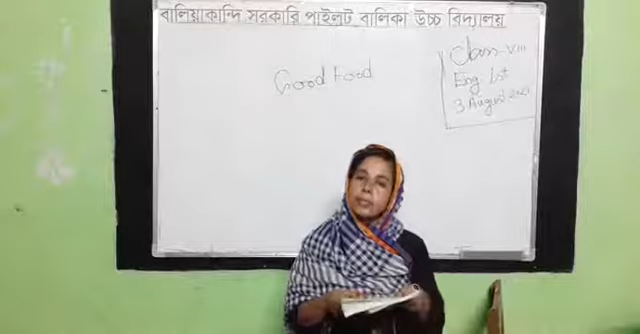 বালিয়াকান্দি সরকারি পাইলট বালিকা উচ্চ বিদ্যালয়
Good Food
Class-VIII
Eng 1st
3 August 2021